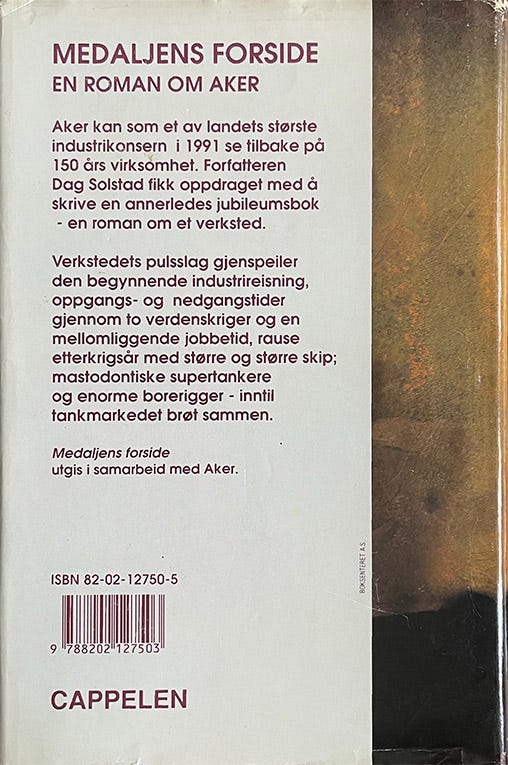 MEDALJENS FORSIDE
EN ROMAN OM AKER
Aker kan som et av landets største
industrikonsern i 1991 se tilbake på
150 års virksomhet. Forfatteren
Dag Solstad fikk oppdraget med å
skrive en annerledes jubileumsbok
- en roman om et verksted.
Verkstedets pulsslag gjenspeiler
den begynnende industrireisning,
oppgangs- og nedgangstider
gjennom to verdenskriger og en
mellomliggende jobbetid, rause
etterkrigsår med større og større skip;
mastodontiske supertankere
og enorme borerigger - inntil
tankmarkedet brøt sammen.
Medaljens forside
utgis i samarbeid med Aker.
BOKSENTERET A.S.
ISBN 82-02-12750-5
9 788202 127503
CAPPELEN